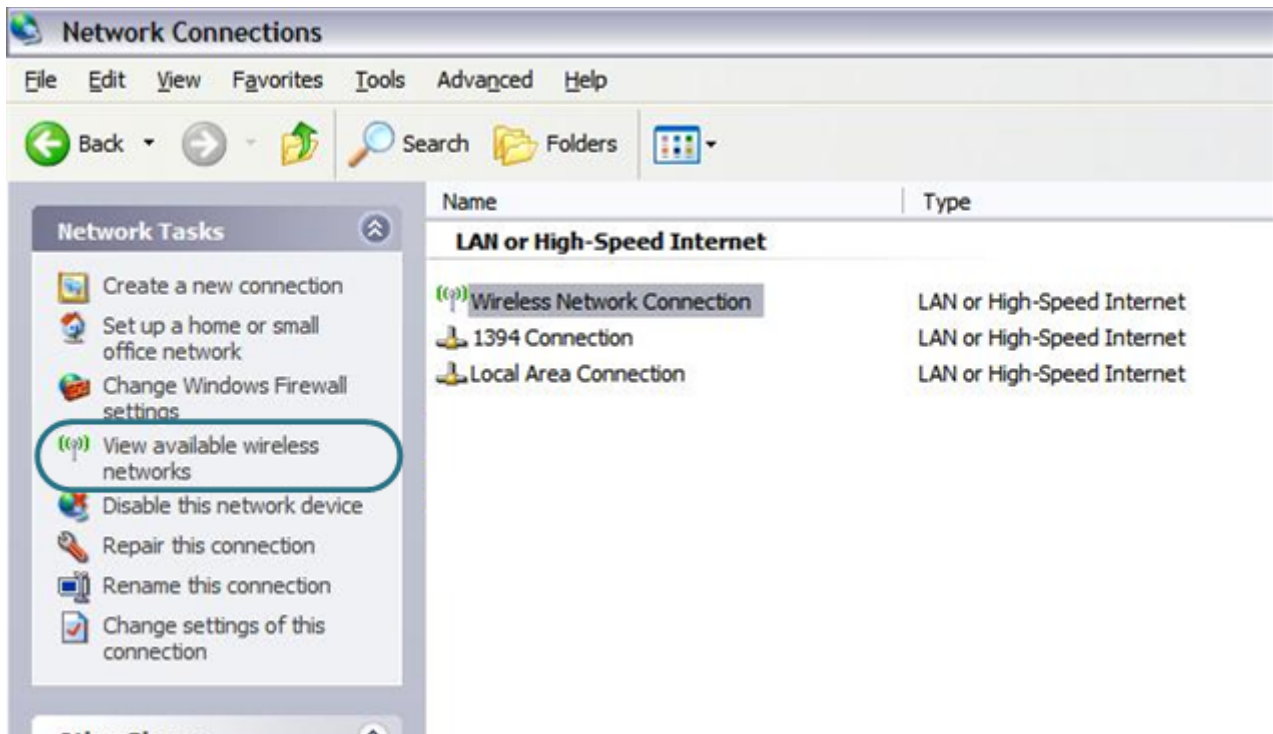 Network Connections
File Edit View Favorites Tools Advanced Help
Back Search Folders
Name Type
Network Tasks
LAN or High-Speed Internet
Create a new connection
Set up a home or small
office network
Change Windows Firewall
settings
View available wireless
networks
Disable this network device
Repair this connection
Rename this connection
Change settings of this
connection
Wireless Network Connection LAN or High-Speed Internet
1394 Connection LAN or High-Speed Internet
Local Area Connection LAN or High-Speed Internet